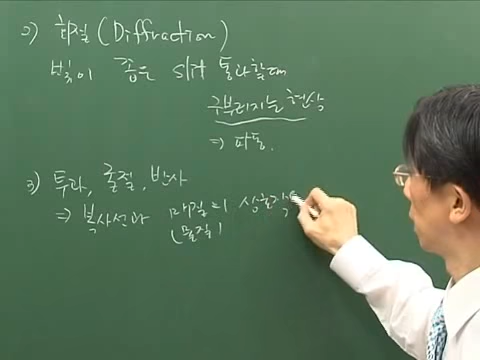 2) 회절 (Diffraction)
빛이 좁은 slit 통과할때
구부러지는 현상
⇒ 파동.
3) 투과, 굴절, 반사
⇒ 복사선과 매질의 상호작용
(물질)